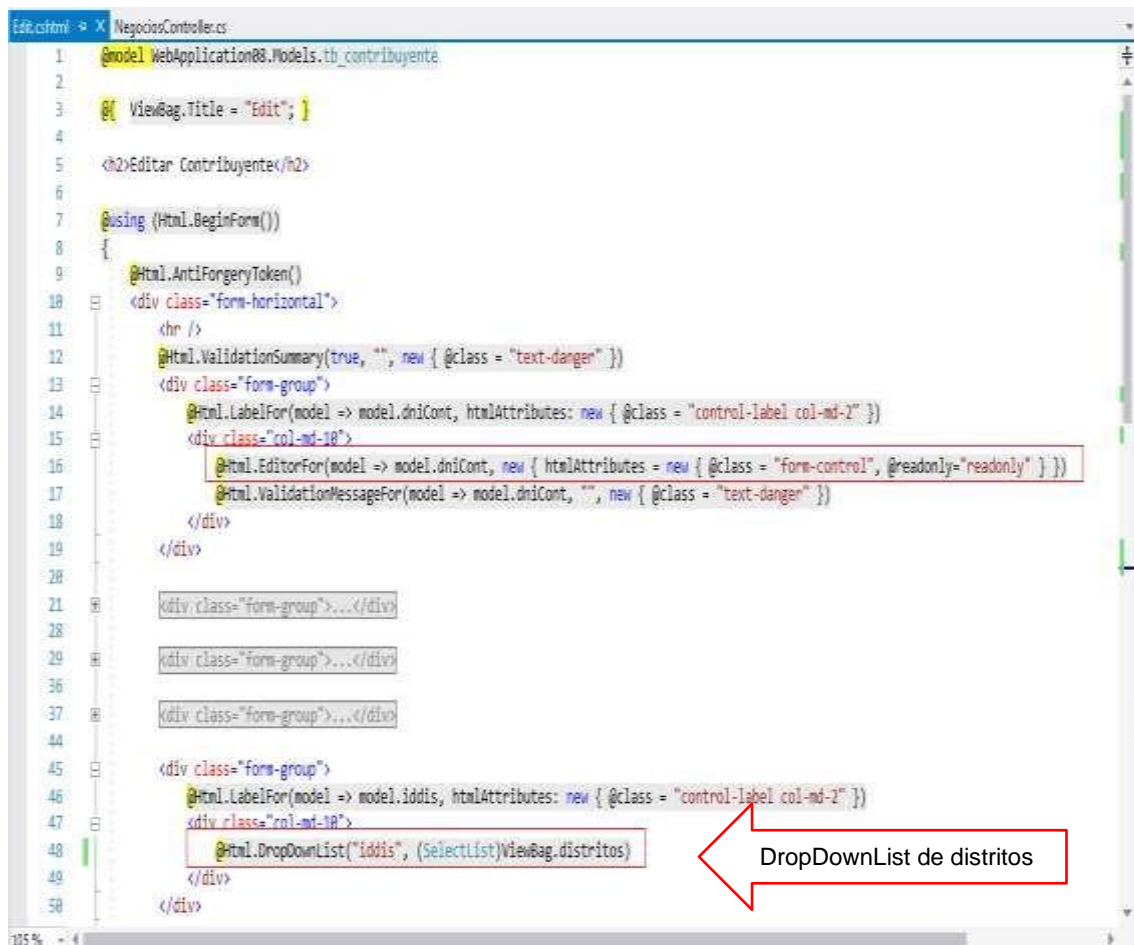 Edit.cshtml X NegociosController.cs
1 @model WebApplication08.Models.tb_contribuyente
2
3 @{ ViewBag.Title = "Edit"; }
4
5 <h2>Editar Contribuyente</h2>
6
7 @using (Html.BeginForm())
8 {
9 @Html.AntiForgeryToken()
10 <div class="form-horizontal">
11 <hr />
12 @Html.ValidationSummary(true, "", new { @class = "text-danger" })
13 <div class="form-group">
14 @Html.LabelFor(model => model.dniCont, htmlAttributes: new { @class = "control-label col-md-2" })
15 <div class="col-md-10">
16 @Html.EditorFor(model => model.dniCont, new { htmlAttributes = new { @class = "form-control", @readonly="readonly" } })
17 @Html.ValidationMessageFor(model => model.dniCont, "", new { @class = "text-danger" })
18 </div>
19 </div>
20
21 <div class="form-group">...</div>
28
29 <div class="form-group">...</div>
36
37 <div class="form-group">...</div>
44
45 <div class="form-group">
46 @Html.LabelFor(model => model.iddis, htmlAttributes: new { @class = "control-label col-md-2" })
47 <div class="col-md-10">
48 @Html.DropDownList("iddis", (SelectList)ViewBag.distritos)
DropDownList de distritos
49 </div>
50 </div>
105 %